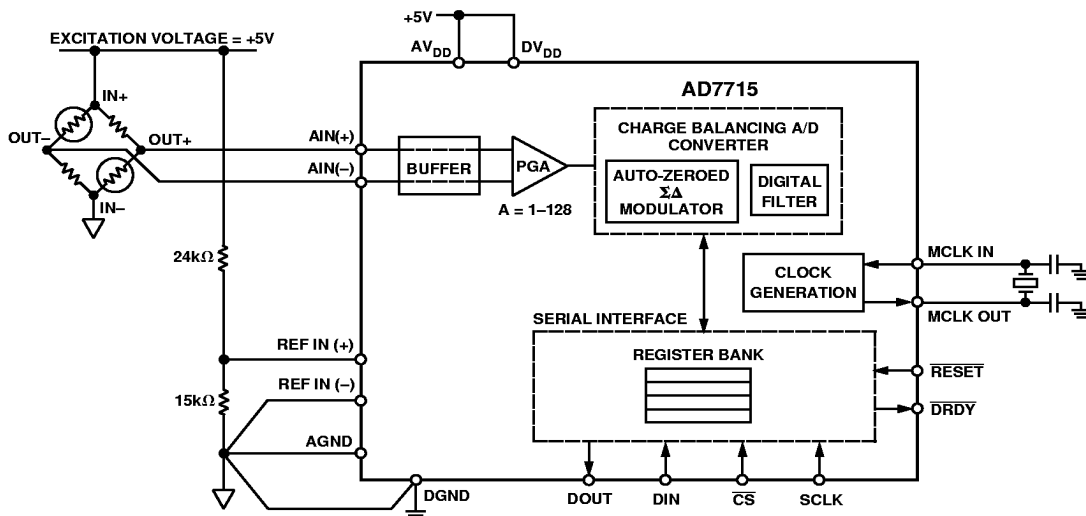 +5V
EXCITATION VOLTAGE = +5V
AVDD
DVDD
AD7715
IN+
OUT–
OUT+
IN–
AIN(+)
AIN(–)
BUFFER
PGA
A = 1–128
CHARGE BALANCING A/D
CONVERTER
AUTO-ZEROED
ΣΔ
MODULATOR
DIGITAL
FILTER
24kΩ
CLOCK
GENERATION
MCLK IN
MCLK OUT
SERIAL INTERFACE
REGISTER BANK
REF IN (+)
REF IN (–)
RESET
DRDY
15kΩ
AGND
DGND
DOUT
DIN
CS
SCLK